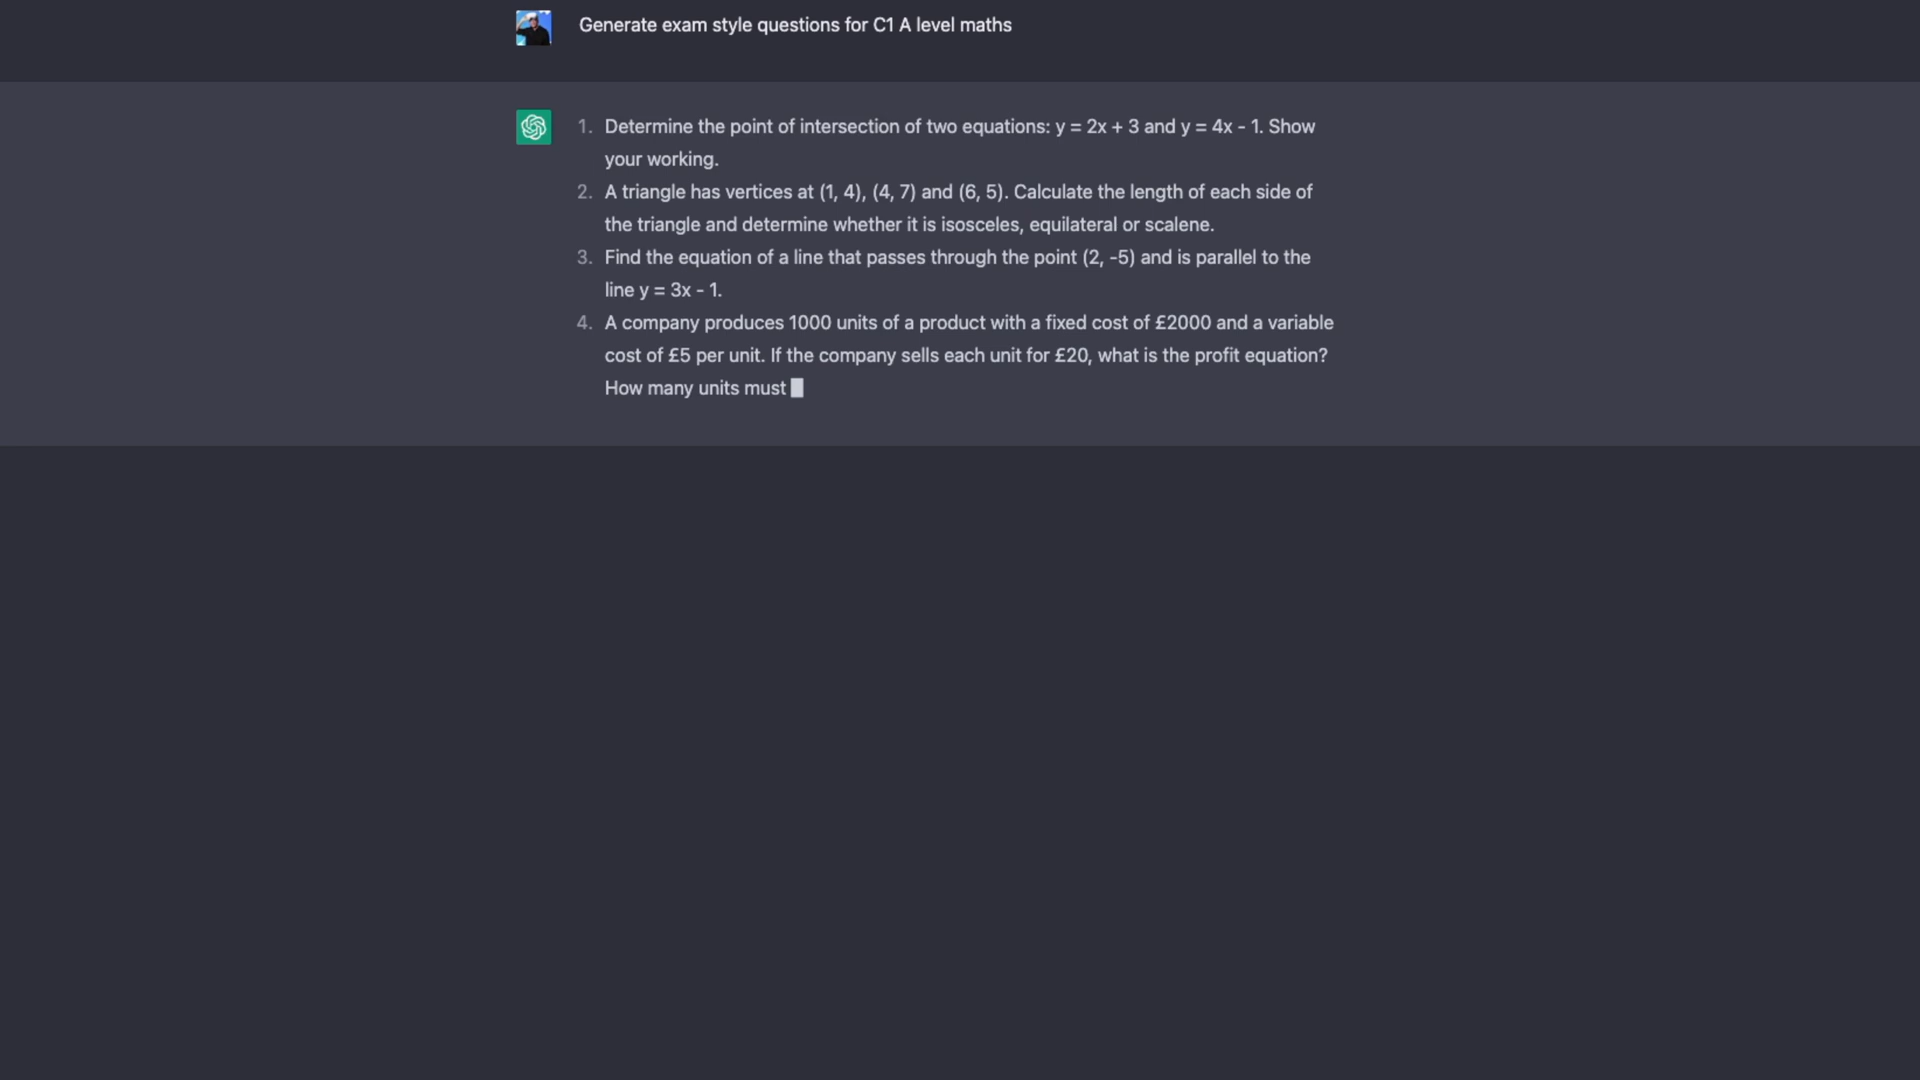 Generate exam style questions for C1 A level maths
1. Determine the point of intersection of two equations: y = 2x + 3 and y = 4x - 1. Show
your working.
2. A triangle has vertices at (1, 4), (4, 7) and (6, 5). Calculate the length of each side of
the triangle and determine whether it is isosceles, equilateral or scalene.
3. Find the equation of a line that passes through the point (2, -5) and is parallel to the
line y = 3x - 1.
4. A company produces 1000 units of a product with a fixed cost of £2000 and a variable
cost of £5 per unit. If the company sells each unit for £20, what is the profit equation?
How many units must